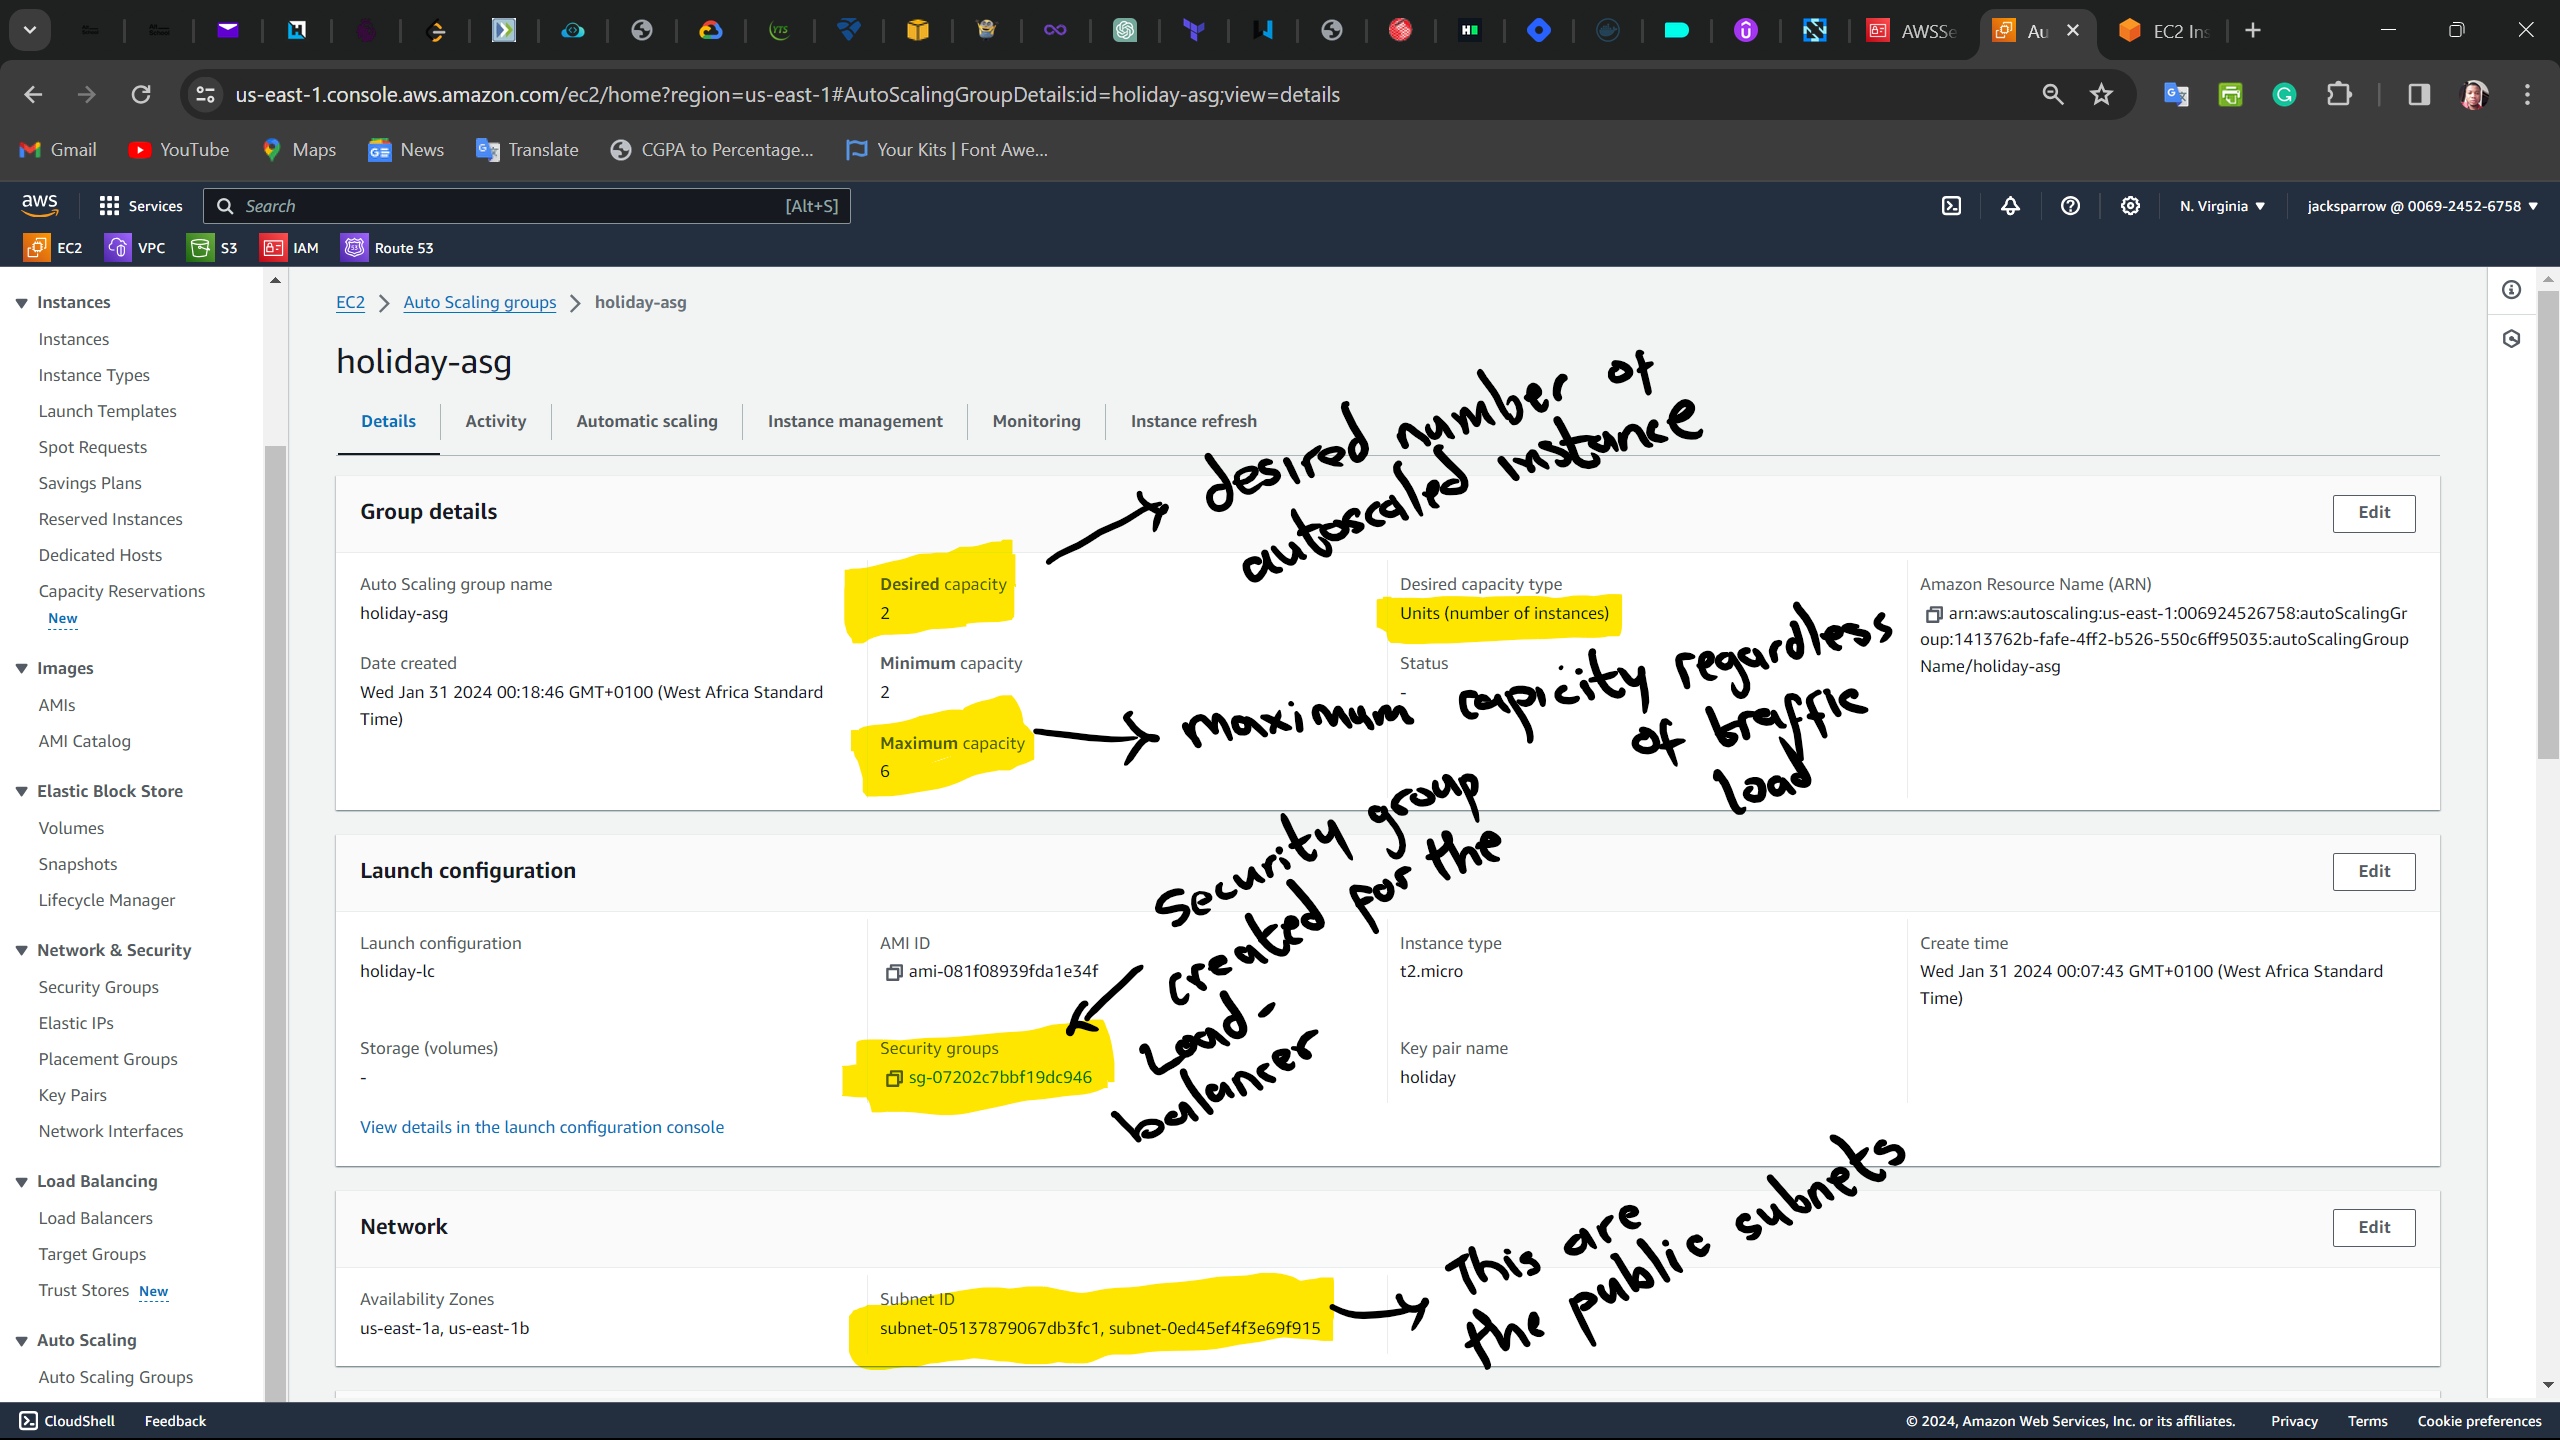 AWSSe
Au
EC2 Ins
us-east-1.console.aws.amazon.com/ec2/home?region=us-east-1#AutoScalingGroupDetails:id=holiday-asg;view=details
Gmail
YouTube
Maps
News
Translate
CGPA to Percentage...
Your Kits | Font Awe...
aws
Services
Search
[Alt+S]
N. Virginia
jacksparrow @ 0069-2452-6758
EC2
VPC
S3
IAM
Route 53
Instances
Instances
Instance Types
Launch Templates
Spot Requests
Savings Plans
Reserved Instances
Dedicated Hosts
Capacity Reservations
New
Images
AMIs
AMI Catalog
Elastic Block Store
Volumes
Snapshots
Lifecycle Manager
Network & Security
Security Groups
Elastic IPs
Placement Groups
Key Pairs
Network Interfaces
Load Balancing
Load Balancers
Target Groups
Trust Stores New
Auto Scaling
Auto Scaling Groups
EC2 > Auto Scaling groups > holiday-asg
holiday-asg
Details
Activity
Automatic scaling
Instance management
Monitoring
Instance refresh
desired number of
autoscaled instance
Group details
Edit
Auto Scaling group name
holiday-asg
Date created
Wed Jan 31 2024 00:18:46 GMT+0100 (West Africa Standard
Time)
Desired capacity
2
Minimum capacity
2
Maximum capacity
6
Desired capacity type
Units (number of instances)
Status
-
Amazon Resource Name (ARN)
arn:aws:autoscaling:us-east-1:006924526758:autoScalingGr
oup:1413762b-fafe-4ff2-b526-550c6ff95035:autoScalingGroup
Name/holiday-asg
maximum capicity regardless
of traffic
load
Launch configuration
Edit
Launch configuration
holiday-lc
Storage (volumes)
-
View details in the launch configuration console
AMI ID
ami-081f08939fda1e34f
Security groups
sg-07202c7bbf19dc946
Security group
created for the
Load-
balancer
Instance type
t2.micro
Key pair name
holiday
Create time
Wed Jan 31 2024 00:07:43 GMT+0100 (West Africa Standard
Time)
Network
Edit
Availability Zones
us-east-1a, us-east-1b
Subnet ID
subnet-05137879067db3fc1, subnet-0ed45ef4f3e69f915
This are
the public subnets
CloudShell
Feedback
© 2024, Amazon Web Services, Inc. or its affiliates.
Privacy
Terms
Cookie preferences